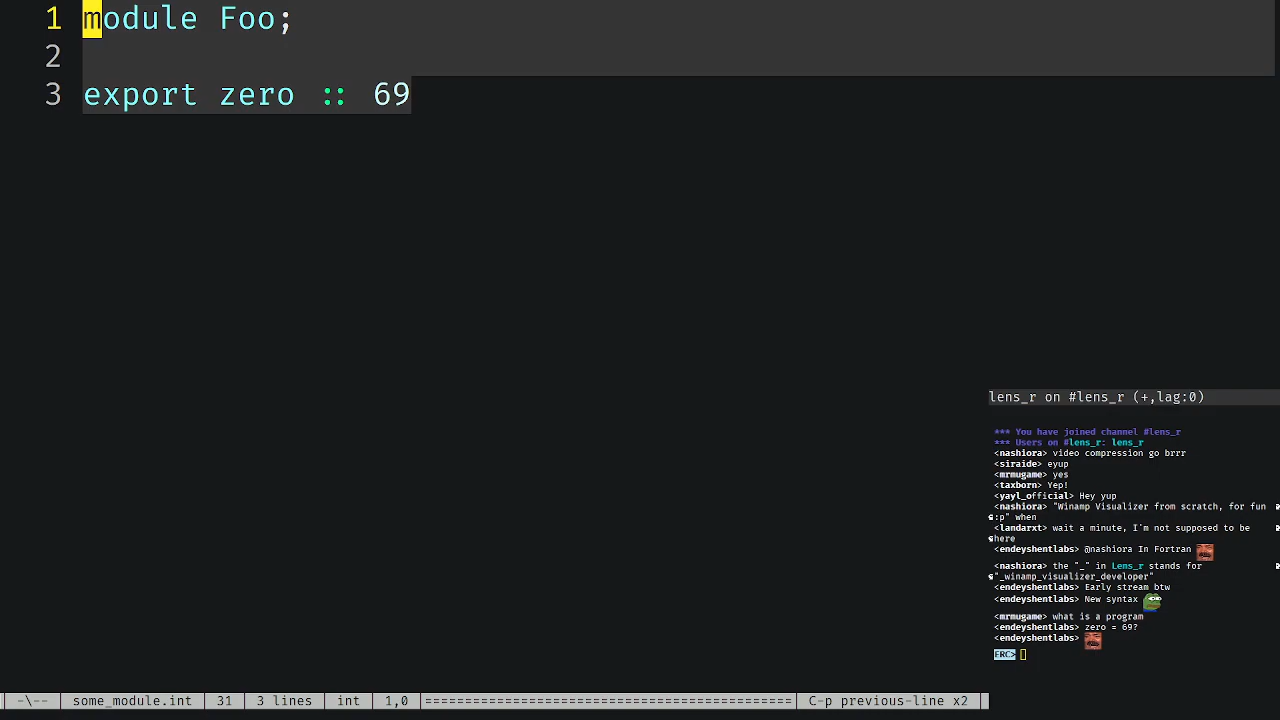 1 module Foo;
2
3 export zero :: 69
lens_r on #lens_r (+,lag:0)
*** You have joined channel #lens_r
*** Users on #lens_r: lens_r
<nashiora> video compression go brrr
<siraide> eyup
<mrmugame> yes
<taxborn> Yep!
<yayl_official> Hey yup
<nashiora> "Winamp Visualizer from scratch, for fun
:p" when
<landarxt> wait a minute, I'm not supposed to be
here
<endeyshentlabs> @nashiora In Fortran
<nashiora> the "_" in Lens_r stands for
"_winamp_visualizer_developer"
<endeyshentlabs> Early stream btw
<endeyshentlabs> New syntax
<mrmugame> what is a program
<endeyshentlabs> zero = 69?
<endeyshentlabs>
ERC>
-\-- some_module.int 31 3 lines int 1,0 =============================================== C-p previous-line x2